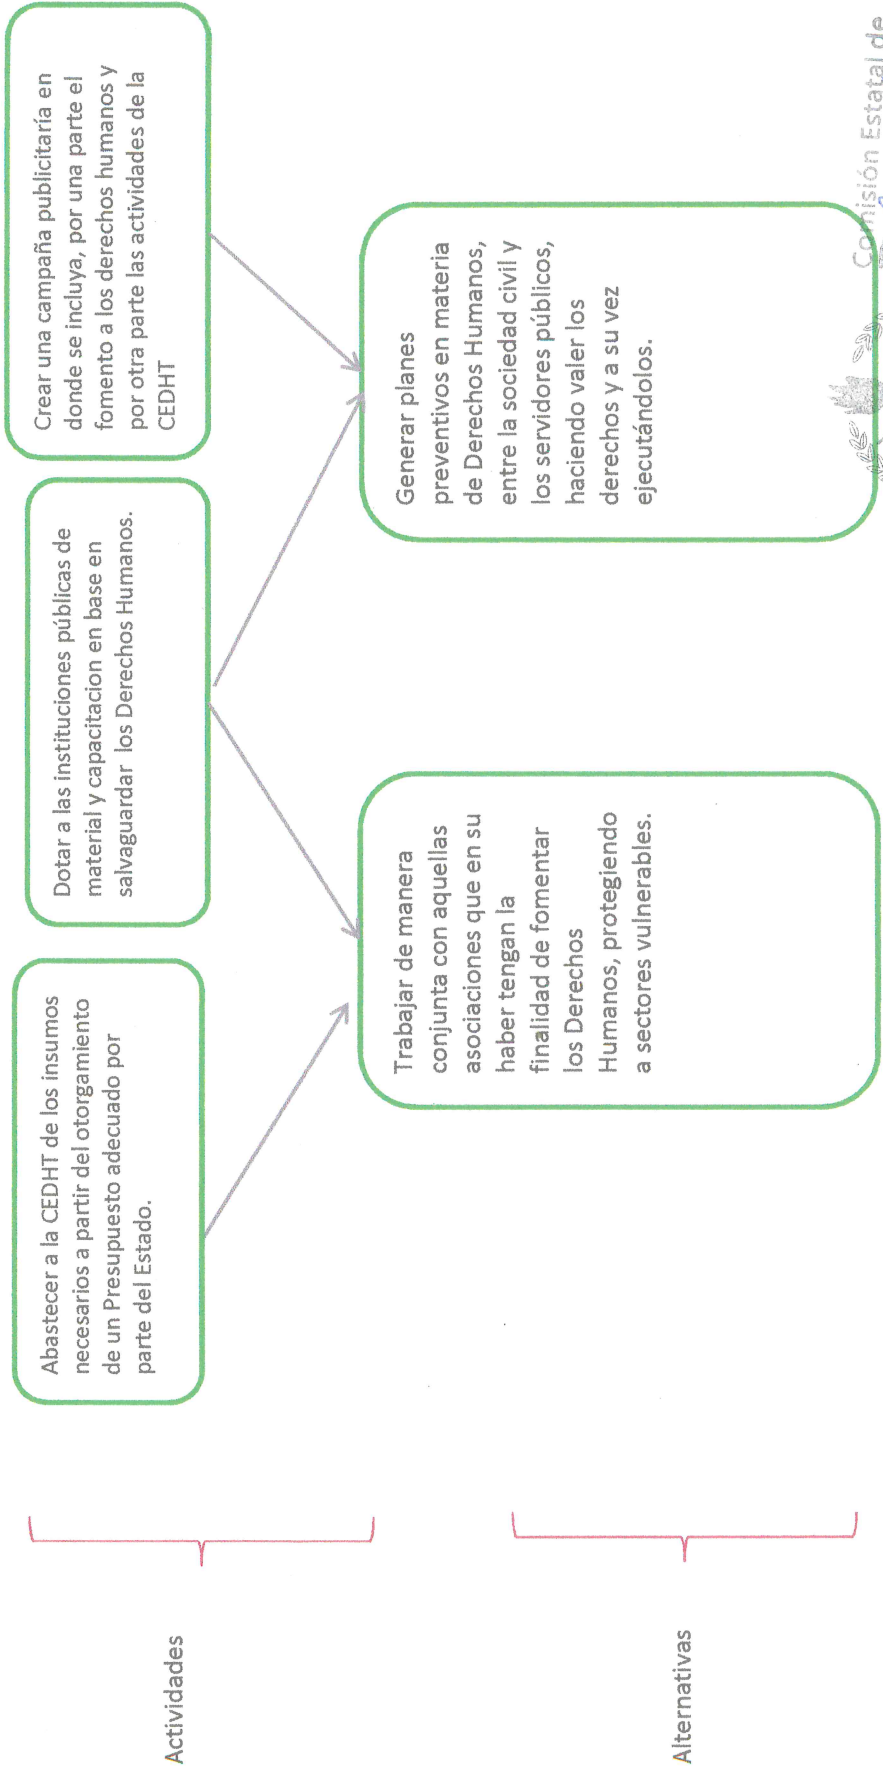 Actividades
Abastecer a la CEDHT de los insumos
necesarios a partir del otorgamiento
de un Presupuesto adecuado por
parte del Estado.
Dotar a las instituciones públicas de
material y capacitacion en base en
salvaguardar los Derechos Humanos.
Crear una campaña publicitaría en
donde se incluya, por una parte el
fomento a los derechos humanos y
por otra parte las actividades de la
CEDHT
Alternativas
Trabajar de manera
conjunta con aquellas
asociaciones que en su
haber tengan la
finalidad de fomentar
los Derechos
Humanos, protegiendo
a sectores vulnerables.
Generar planes
preventivos en materia
de Derechos Humanos,
entre la sociedad civil y
los servidores públicos,
haciendo valer los
derechos y a su vez
ejecutándolos.
Comisión Estatal de